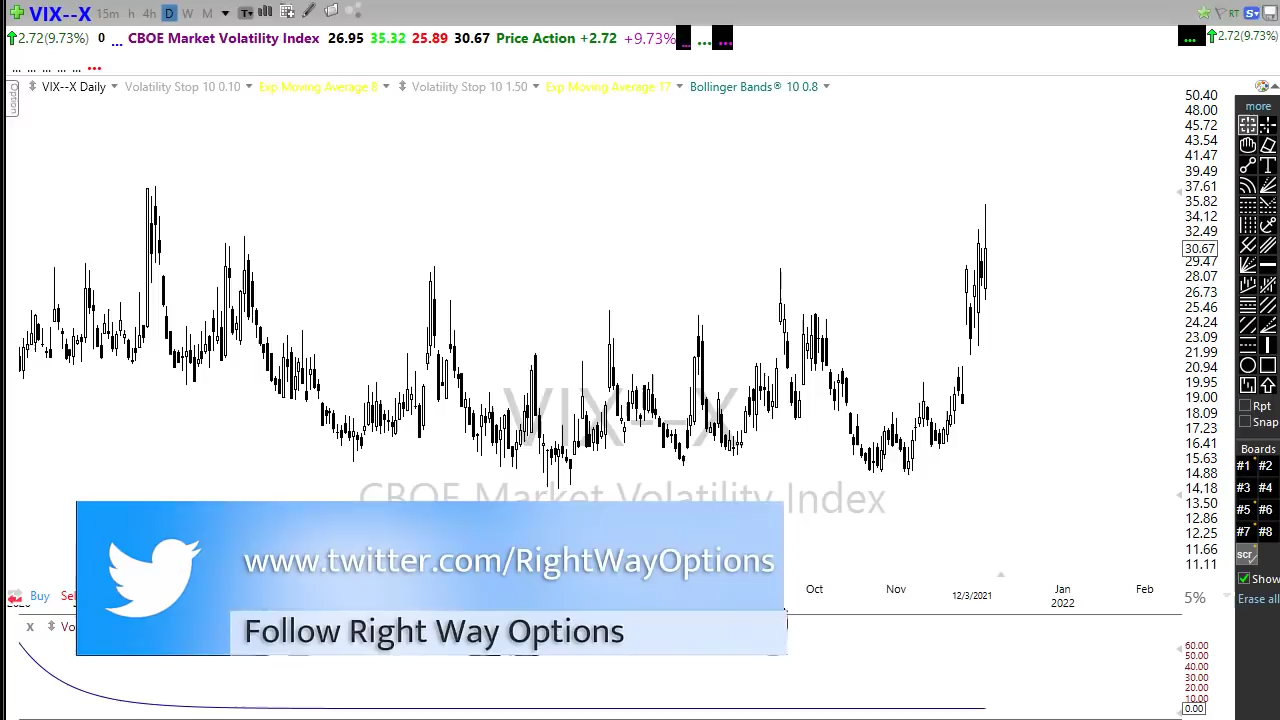 VIX--X 15m h 4h D W M T RT S
2.72(9.73%) 0 ... CBOE Market Volatility Index 26.95 35.32 25.89 30.67 Price Action +2.72 +9.73% ... ... ... ... 2.72(9.73%)
... ... ... ... ... ...
Option
VIX--X Daily Volatility Stop 10 0.10 Exp Moving Average 8 Volatility Stop 10 1.50 Exp Moving Average 17 Bollinger Bands® 10 0.8
50.40
48.00
45.72
43.54
41.47
39.49
37.61
35.82
34.12
32.49
30.67
29.47
28.07
26.73
25.46
24.24
23.09
21.99
20.94
19.95
19.00
18.09
17.23
16.41
15.63
14.88
14.18
13.50
12.86
12.25
11.66
11.11
more
Rpt
Snap
Boards
#1 #2
#3 #4
#5 #6
#7 #8
scr
Show
Erase all
VIX--X
CBOE Market Volatility Index
www.twitter.com/RightWayOptions
Follow Right Way Options
Buy
Oct Nov 12/3/2021 Jan Feb
2022
5%
X
60.00
50.00
40.00
30.00
20.00
10.00
0.00